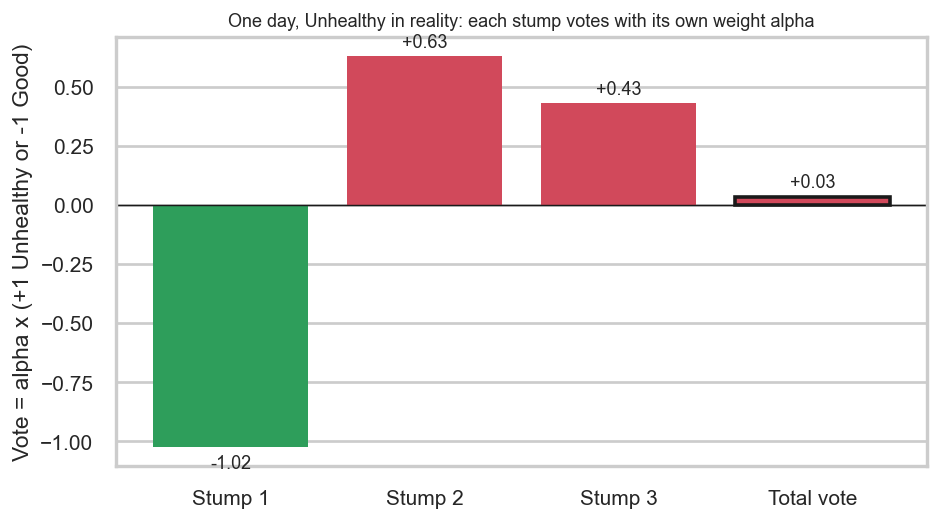 One day, Unhealthy in reality: each stump votes with its own weight alpha
Vote = alpha x (+1 Unhealthy or -1 Good)
0.50
0.25
0.00
−0.25
−0.50
−0.75
−1.00
-1.02
+0.63
+0.43
+0.03
Stump 1
Stump 2
Stump 3
Total vote